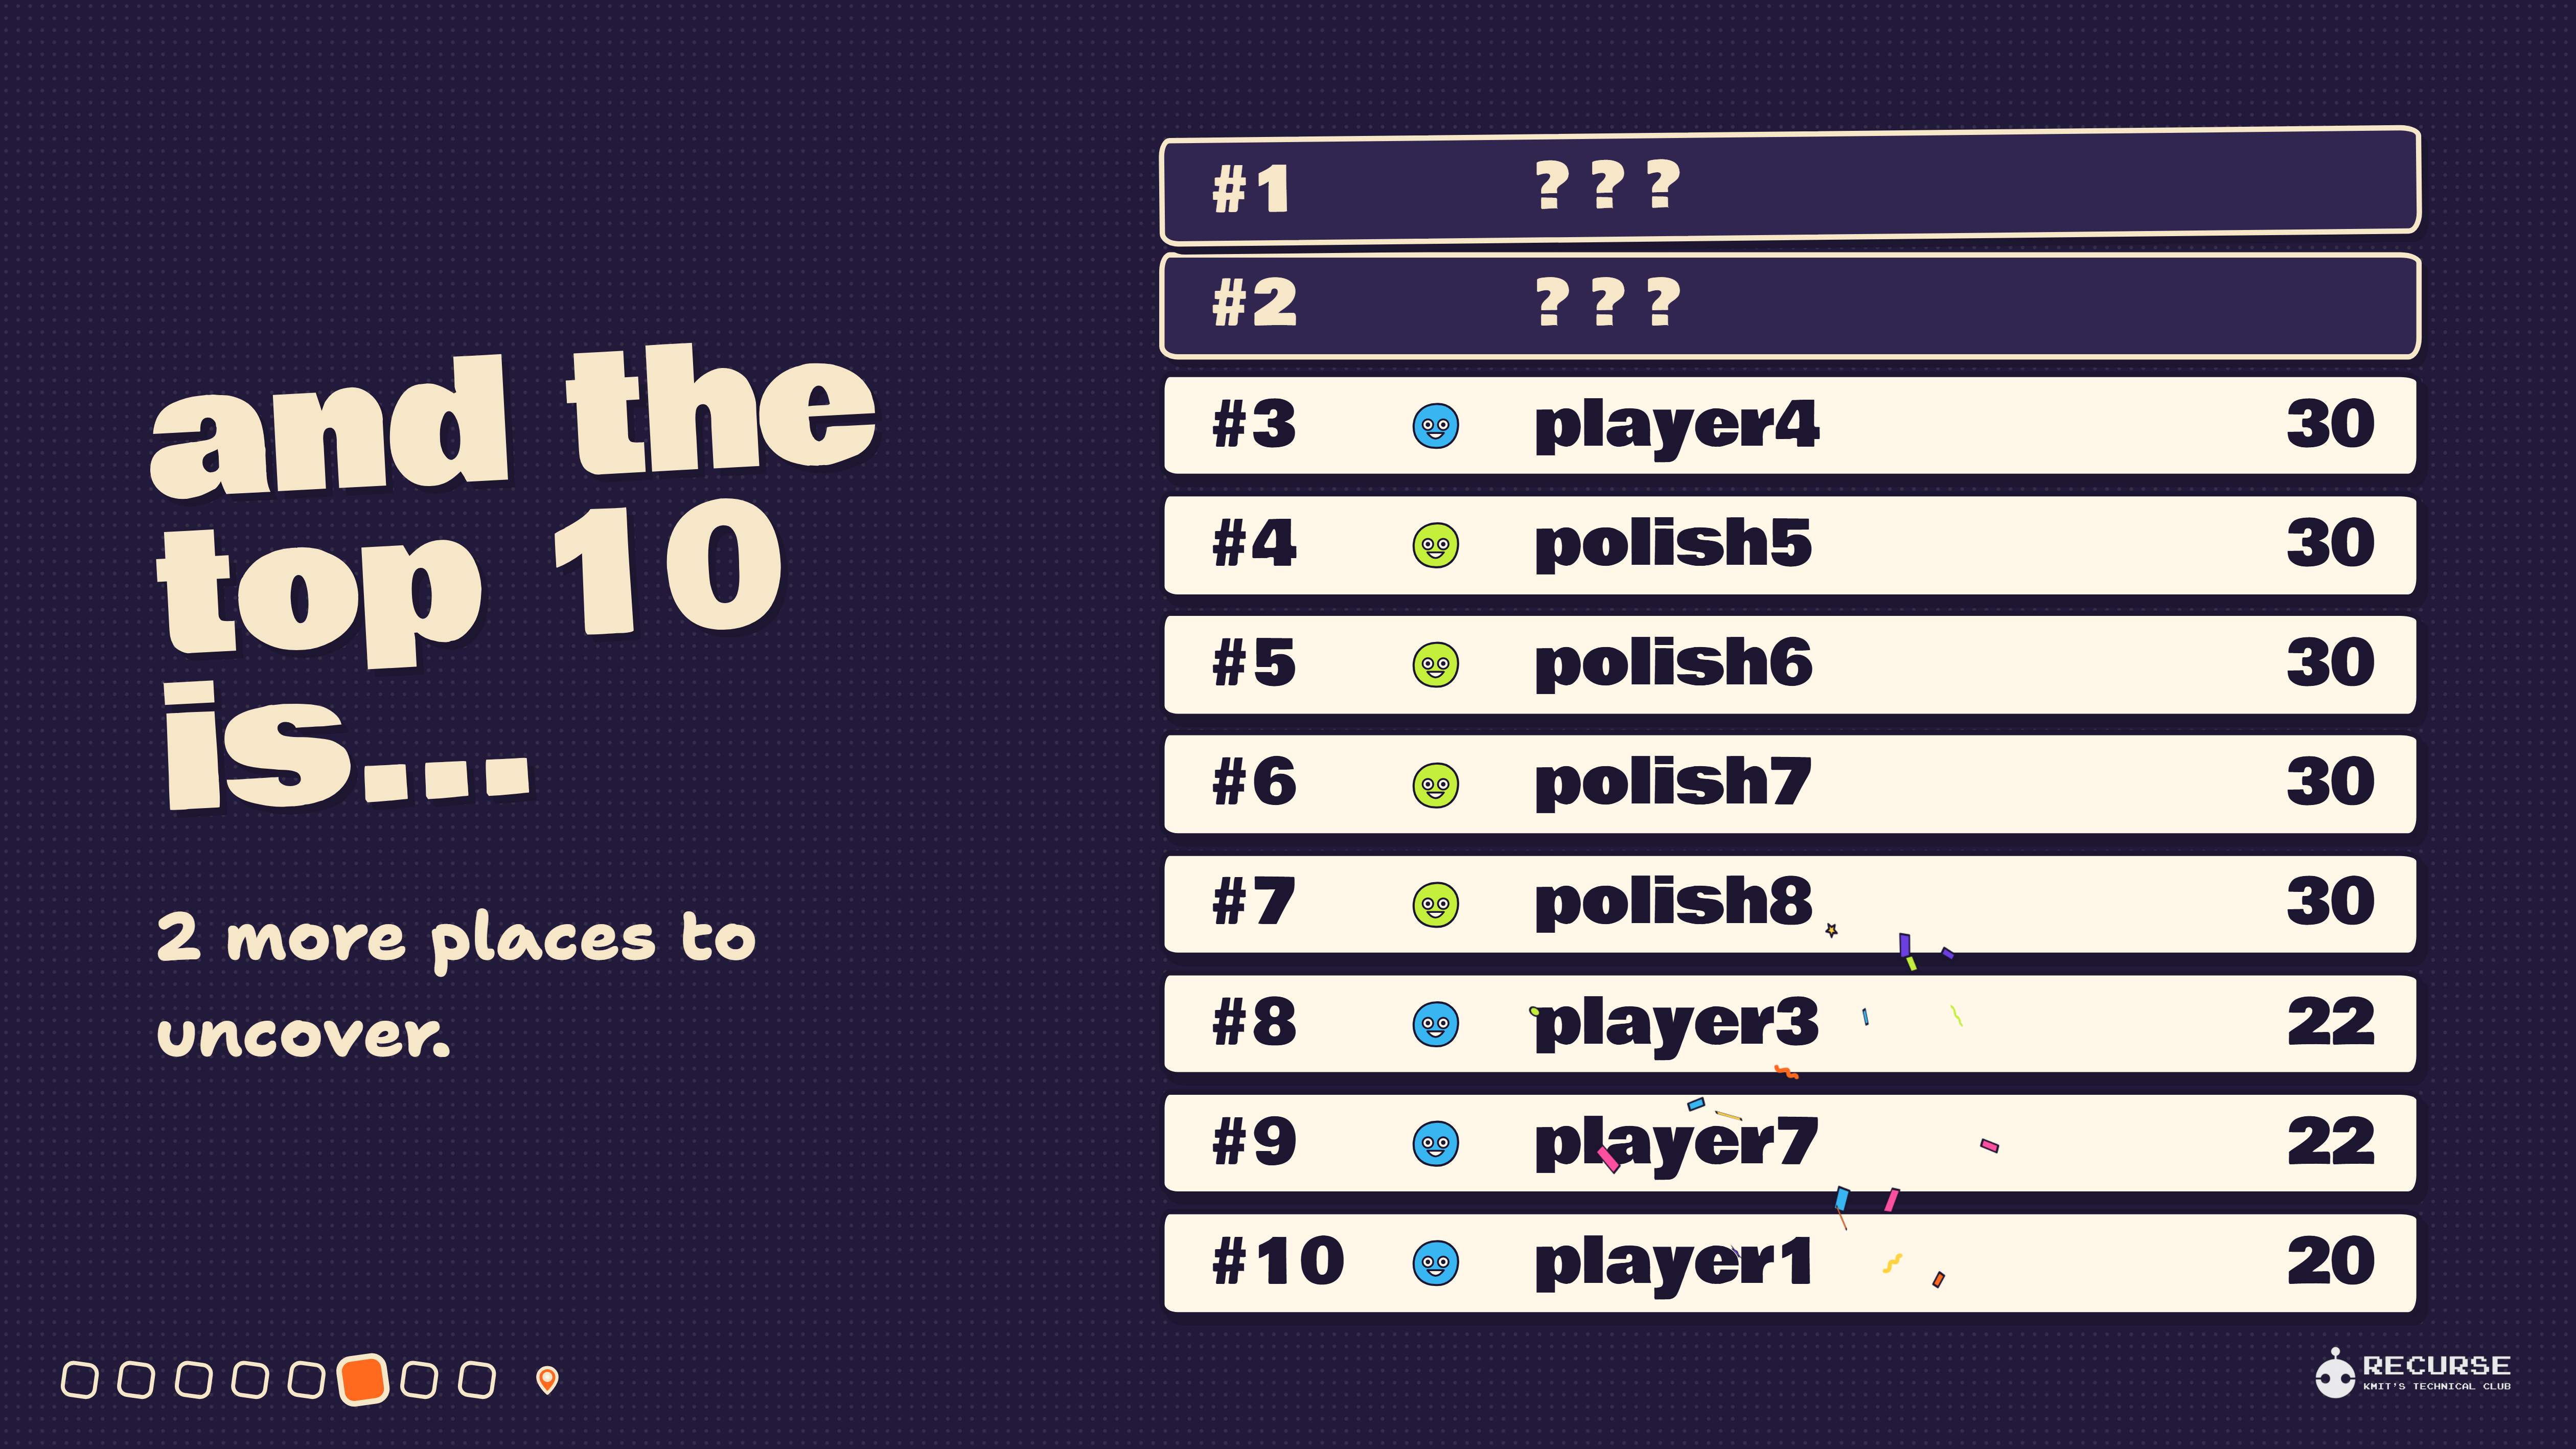 and the
top 10
is...
2 more places to
uncover.
#1 ? ? ?
#2 ? ? ?
#3 player4 30
#4 polish5 30
#5 polish6 30
#6 polish7 30
#7 polish8 30
#8 player3 22
#9 player7 22
#10 player1 20
RECURSE
KMIT'S TECHNICAL CLUB